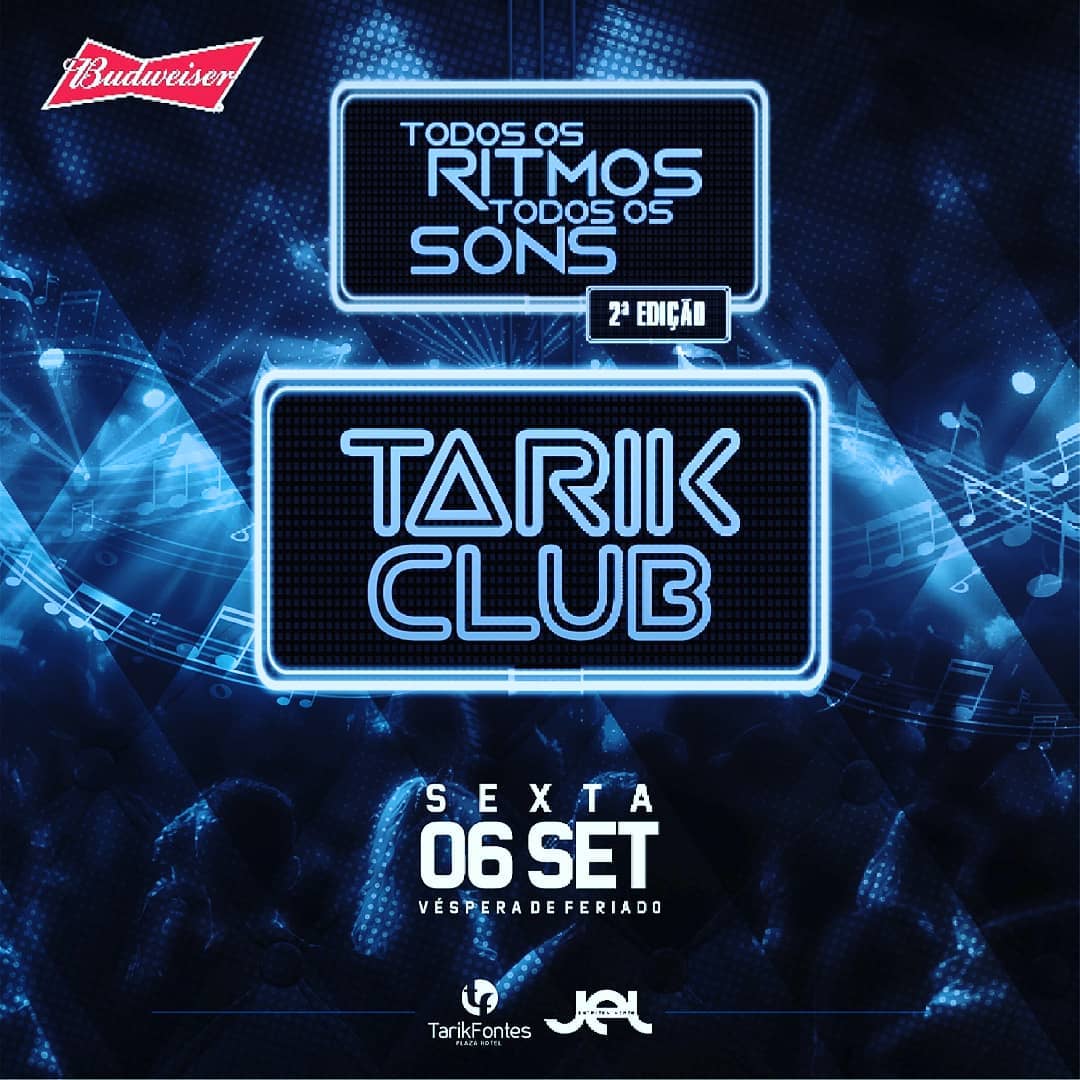 Budweiser
TODOS OS
RITMOS
TODOS OS
SONS
2ª EDIÇÃO
TARIK
CLUB
SEXTA
06 SET
VÉSPERA DE FERIADO
TarikFontes
PLAZA HOTEL
JEL